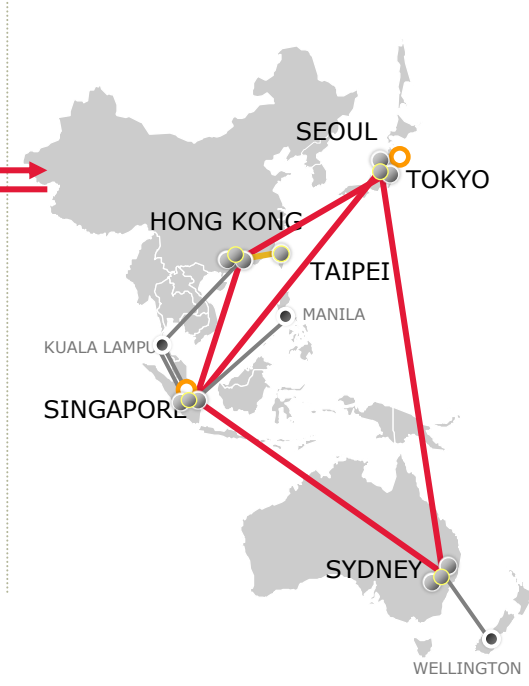 SEOUL
TOKYO
HONG KONG
TAIPEI
MANILA
KUALA LAMPU
SINGAPORE
SYDNEY
WELLINGTON